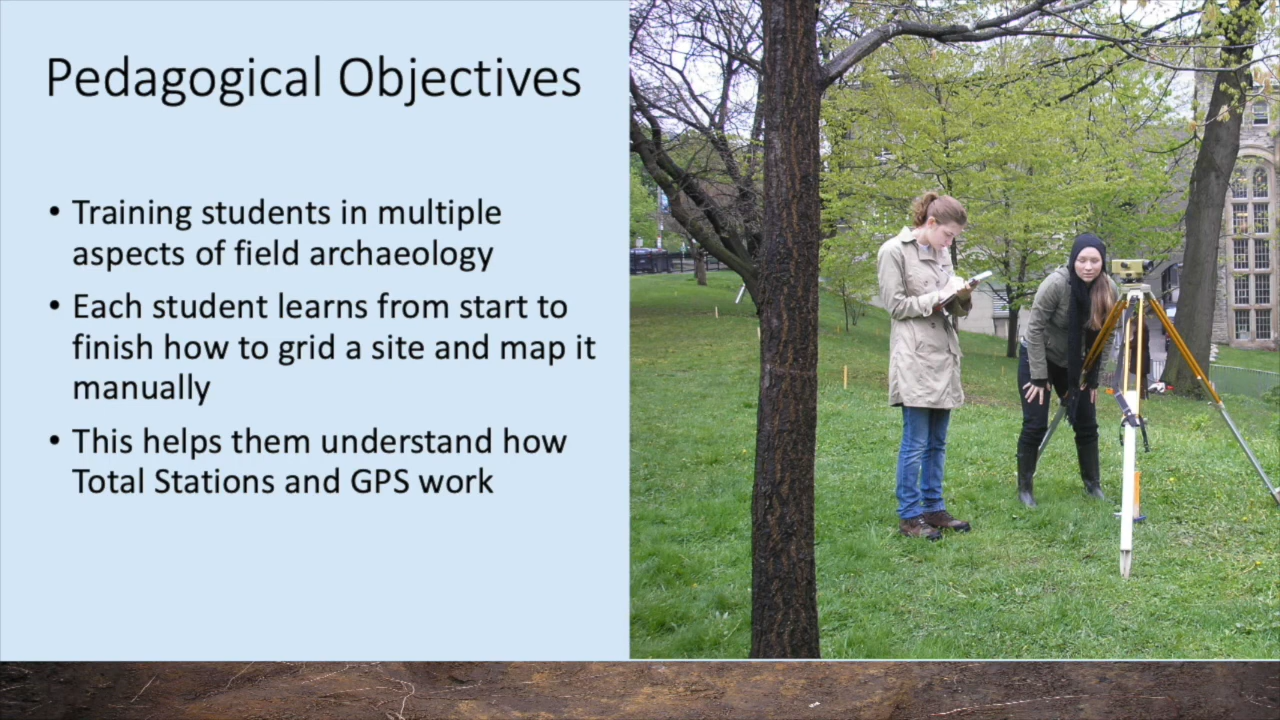 Pedagogical Objectives
• Training students in multiple
aspects of field archaeology
• Each student learns from start to
finish how to grid a site and map it
manually
• This helps them understand how
Total Stations and GPS work